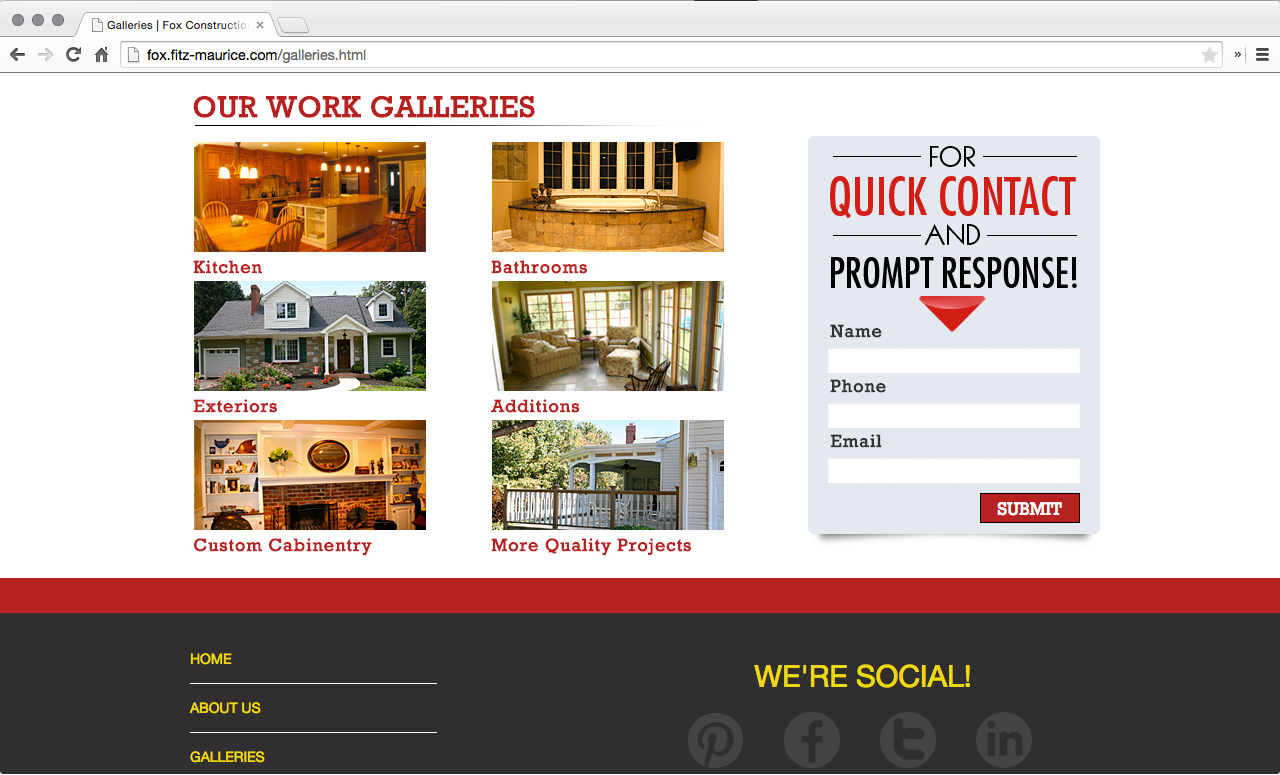 Galleries | Fox Constructio
fox.fitz-maurice.com/galleries.html
»
OUR WORK GALLERIES
Kitchen
Bathrooms
Exteriors
Additions
Custom Cabinentry
More Quality Projects
FOR
QUICK CONTACT
AND
PROMPT RESPONSE!
Name
Phone
Email
SUBMIT
HOME
ABOUT US
GALLERIES
WE'RE SOCIAL!